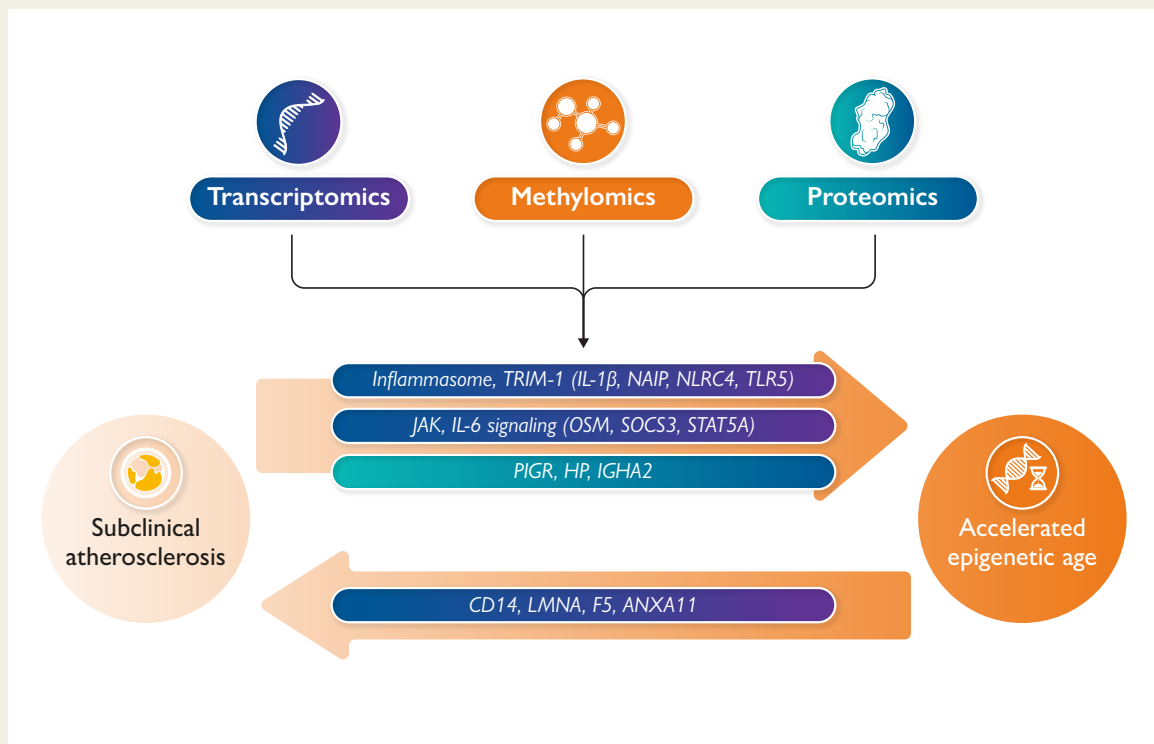 Transcriptomics
Methylomics
Proteomics
Inflammasome, TRIM-1 (IL-1β, NAIP, NLRC4, TLR5)
JAK, IL-6 signaling (OSM, SOCS3, STAT5A)
PIGR, HP, IGHA2
Subclinical
atherosclerosis
Accelerated
epigenetic age
CD14, LMNA, F5, ANXA11